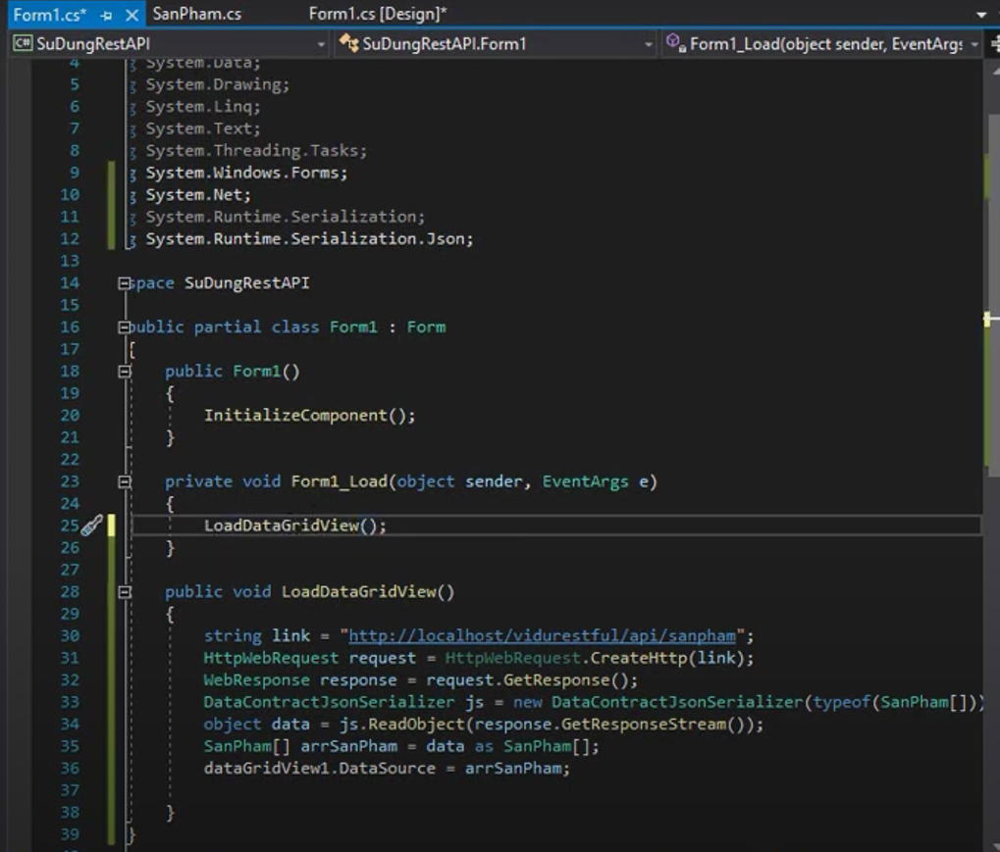 Form1.cs*
SanPham.cs
Form1.cs [Design]*
C# SuDungRestAPI
SuDungRestAPI.Form1
Form1_Load(object sender, EventArgs
4 System.Data;
5 System.Drawing;
6 System.Linq;
7 System.Text;
8 System.Threading.Tasks;
9 System.Windows.Forms;
10 System.Net;
11 System.Runtime.Serialization;
12 System.Runtime.Serialization.Json;
13
14 space SuDungRestAPI
15
16 public partial class Form1 : Form
17 {
18 public Form1()
19 {
20 InitializeComponent();
21 }
22
23 private void Form1_Load(object sender, EventArgs e)
24 {
25 LoadDataGridView();
26 }
27
28 public void LoadDataGridView()
29 {
30 string link = "http://localhost/vidurestful/api/sanpham";
31 HttpWebRequest request = HttpWebRequest.CreateHttp(link);
32 WebResponse response = request.GetResponse();
33 DataContractJsonSerializer js = new DataContractJsonSerializer(typeof(SanPham[]))
34 object data = js.ReadObject(response.GetResponseStream());
35 SanPham[] arrSanPham = data as SanPham[];
36 dataGridView1.DataSource = arrSanPham;
37
38 }
39 }